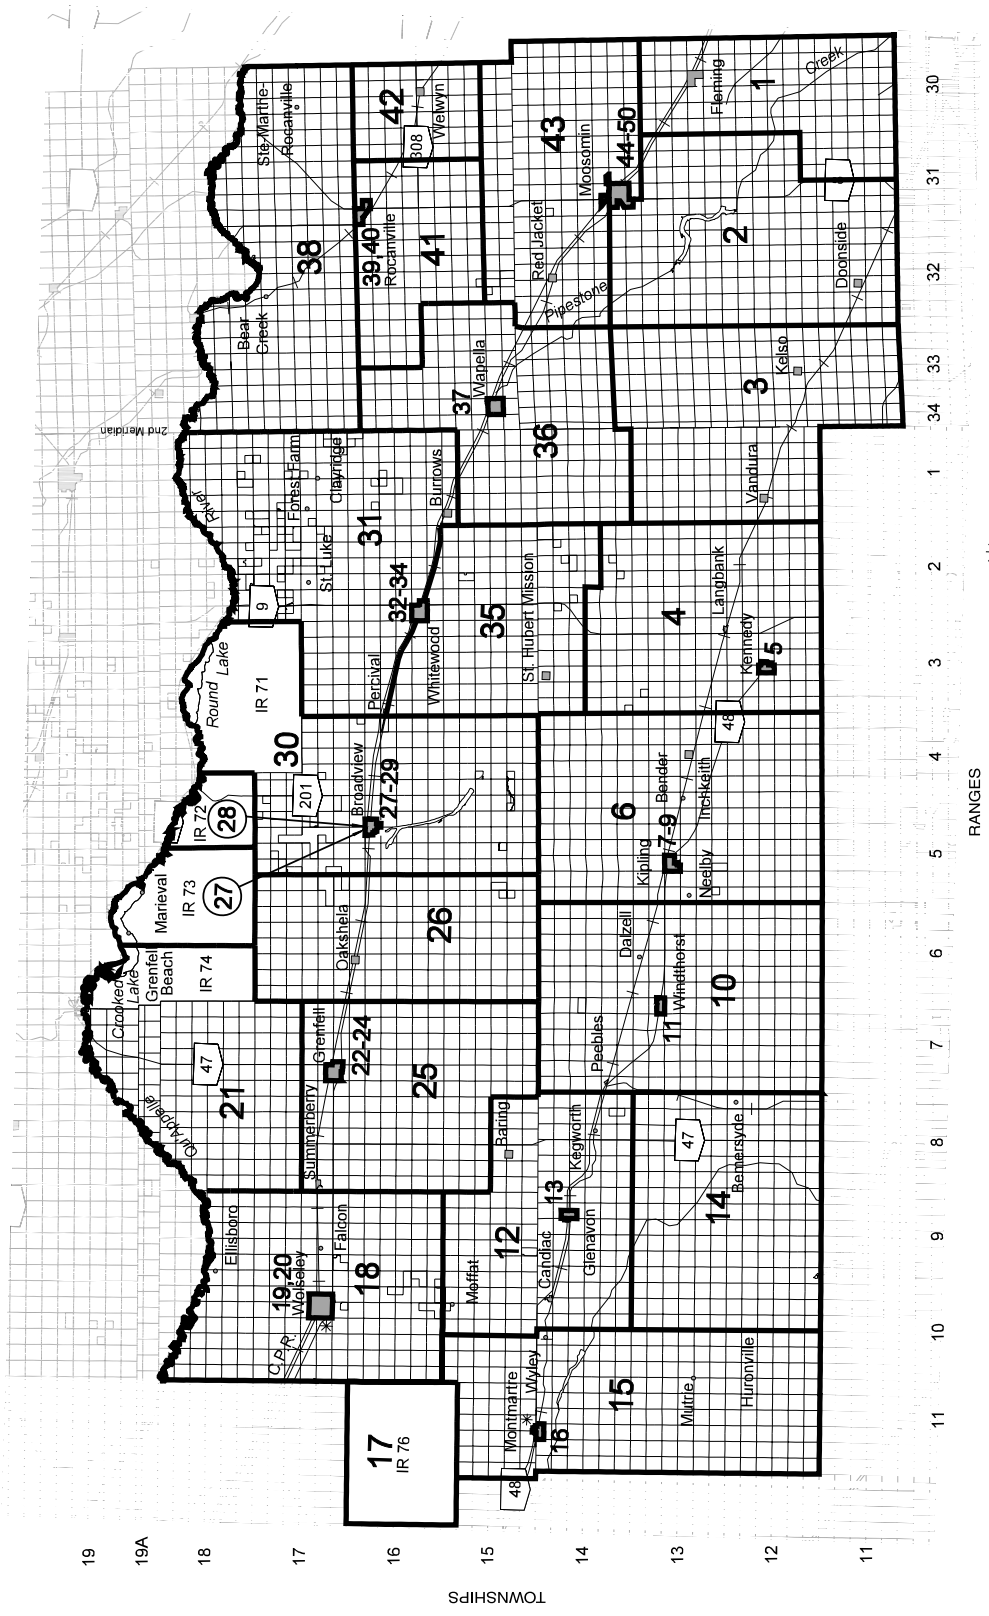 19
19A
18
17
16
15
14
13
12
11
TOWNSHIPS
RANGES
30
31
32
33
34
1
2
3
4
5
6
7
8
9
10
11
2nd Meridian
Ste-Marthe-
Rocanville
38
Bear
Creek
42
308
Welwyn
39,40
Rocanville
41
43
Moosomin
44-50
Red Jacket
Pipestone
Fleming
1
Creek
2
8
Doonside
37
Wapella
36
3
Kelso
River
Forest Farm
Clayridge
31
St. Luke
9
Burrows
32-34
Whitewood
35
St. Hubert Mission
Vandura
Langbank
4
Kennedy
5
Round
Lake
IR 71
Percival
30
201
Broadview
27-29
IR 72
28
27
Marieval
IR 73
48
6
Bender
Inchkeith
Kipling
7-9
Neelby
Crooked
Lake
Grenfell
Beach
IR 74
Oakshela
26
Dalzell
Windthorst
10
11
Peebles
Qu'Appelle
47
21
Grenfell
22-24
Summerberry
25
Baring
Kegworth
47
Bemersyde
14
Ellisboro
19,20
Wolseley
Falcon
18
C.P.R.
12
Moffat
13
Candiac
Glenavon
17
IR 76
Montmartre
Wyley
16
48
15
Mutrie
Huronville